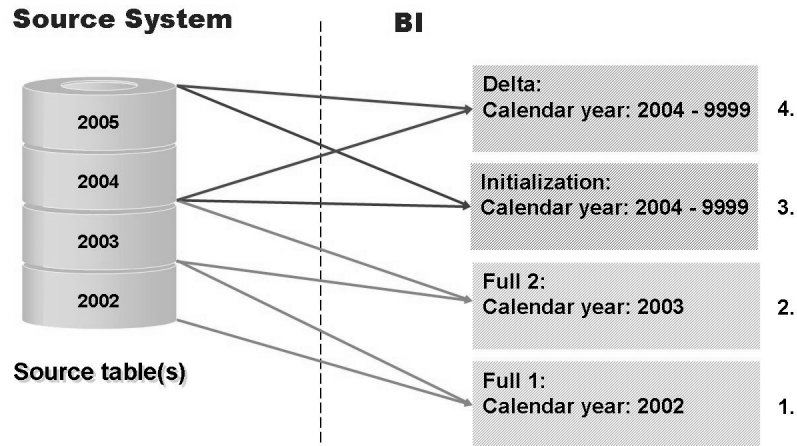 Source System
BI
2005
2004
2003
2002
Source table(s)
Delta:
Calendar year: 2004 - 9999
4.
Initialization:
Calendar year: 2004 - 9999
3.
Full 2:
Calendar year: 2003
2.
Full 1:
Calendar year: 2002
1.